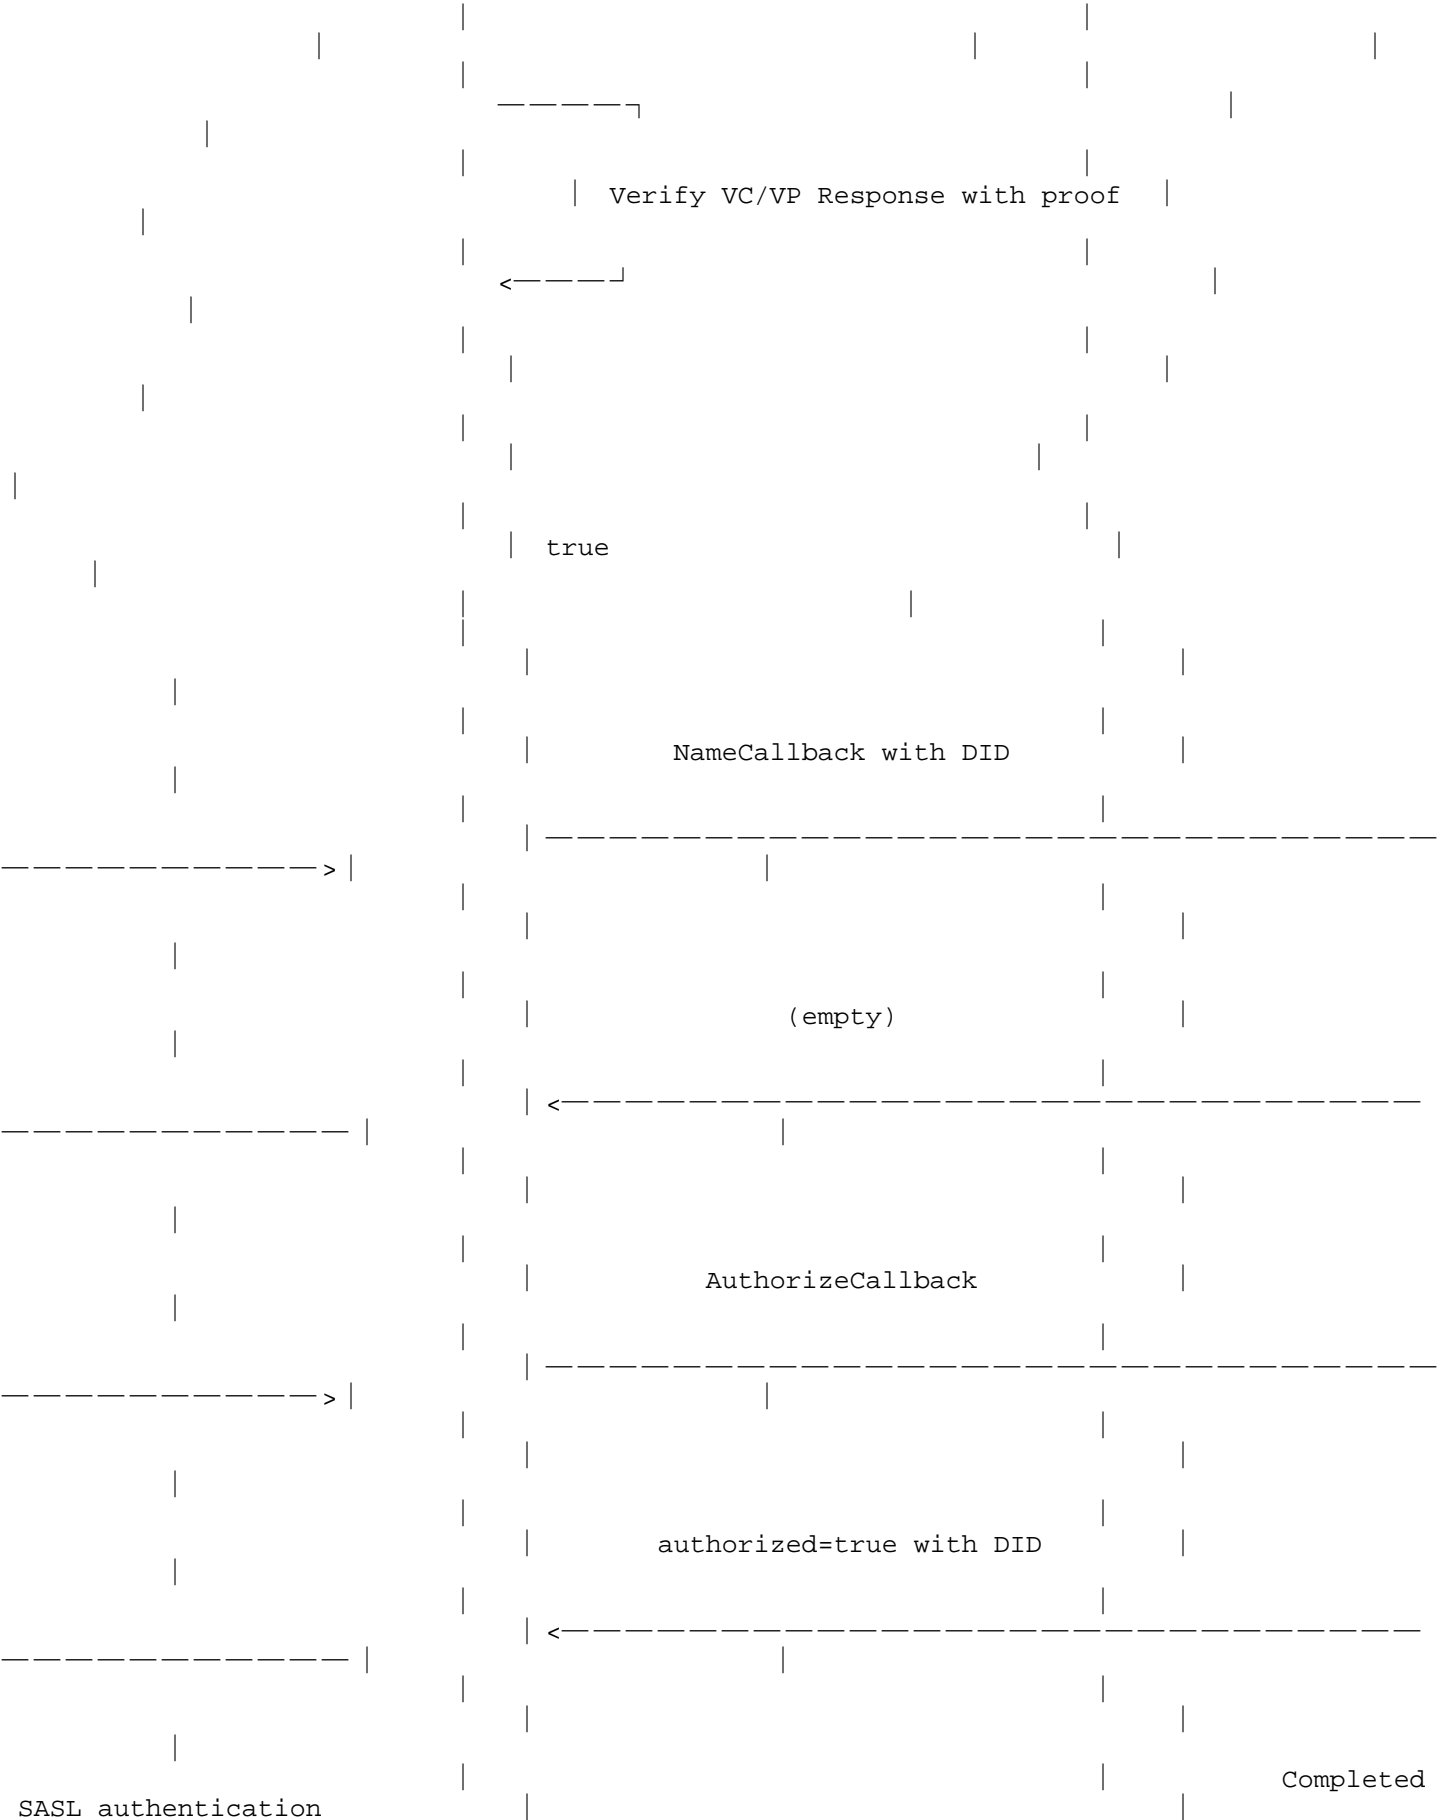 Verify VC/VP Response with proof
true
NameCallback with DID
(empty)
AuthorizeCallback
authorized=true with DID
Completed
SASL authentication